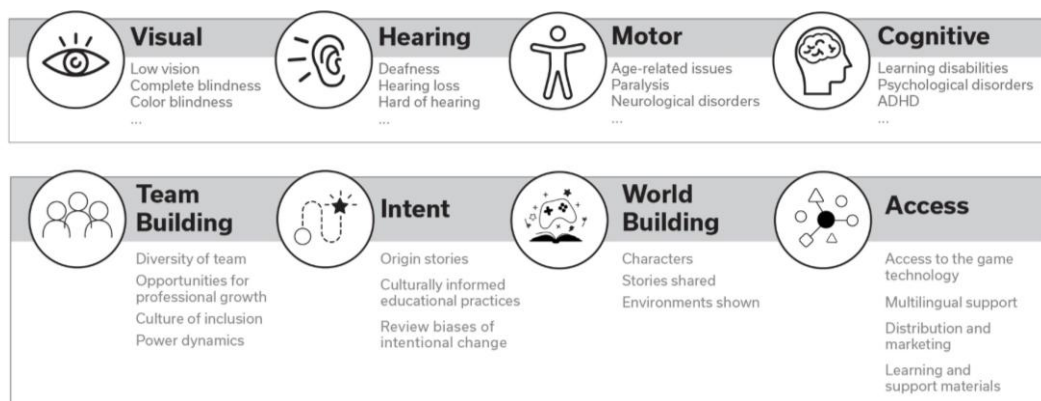 Visual
Low vision
Complete blindness
Color blindness
...
Hearing
Deafness
Hearing loss
Hard of hearing
...
Motor
Age-related issues
Paralysis
Neurological disorders
...
Cognitive
Learning disabilities
Psychological disorders
ADHD
...
Team
Building
Diversity of team
Opportunities for
professional growth
Culture of inclusion
Power dynamics
Intent
Origin stories
Culturally informed
educational practices
Review biases of
intentional change
World
Building
Characters
Stories shared
Environments shown
Access
Access to the game
technology
Multilingual support
Distribution and
marketing
Learning and
support materials